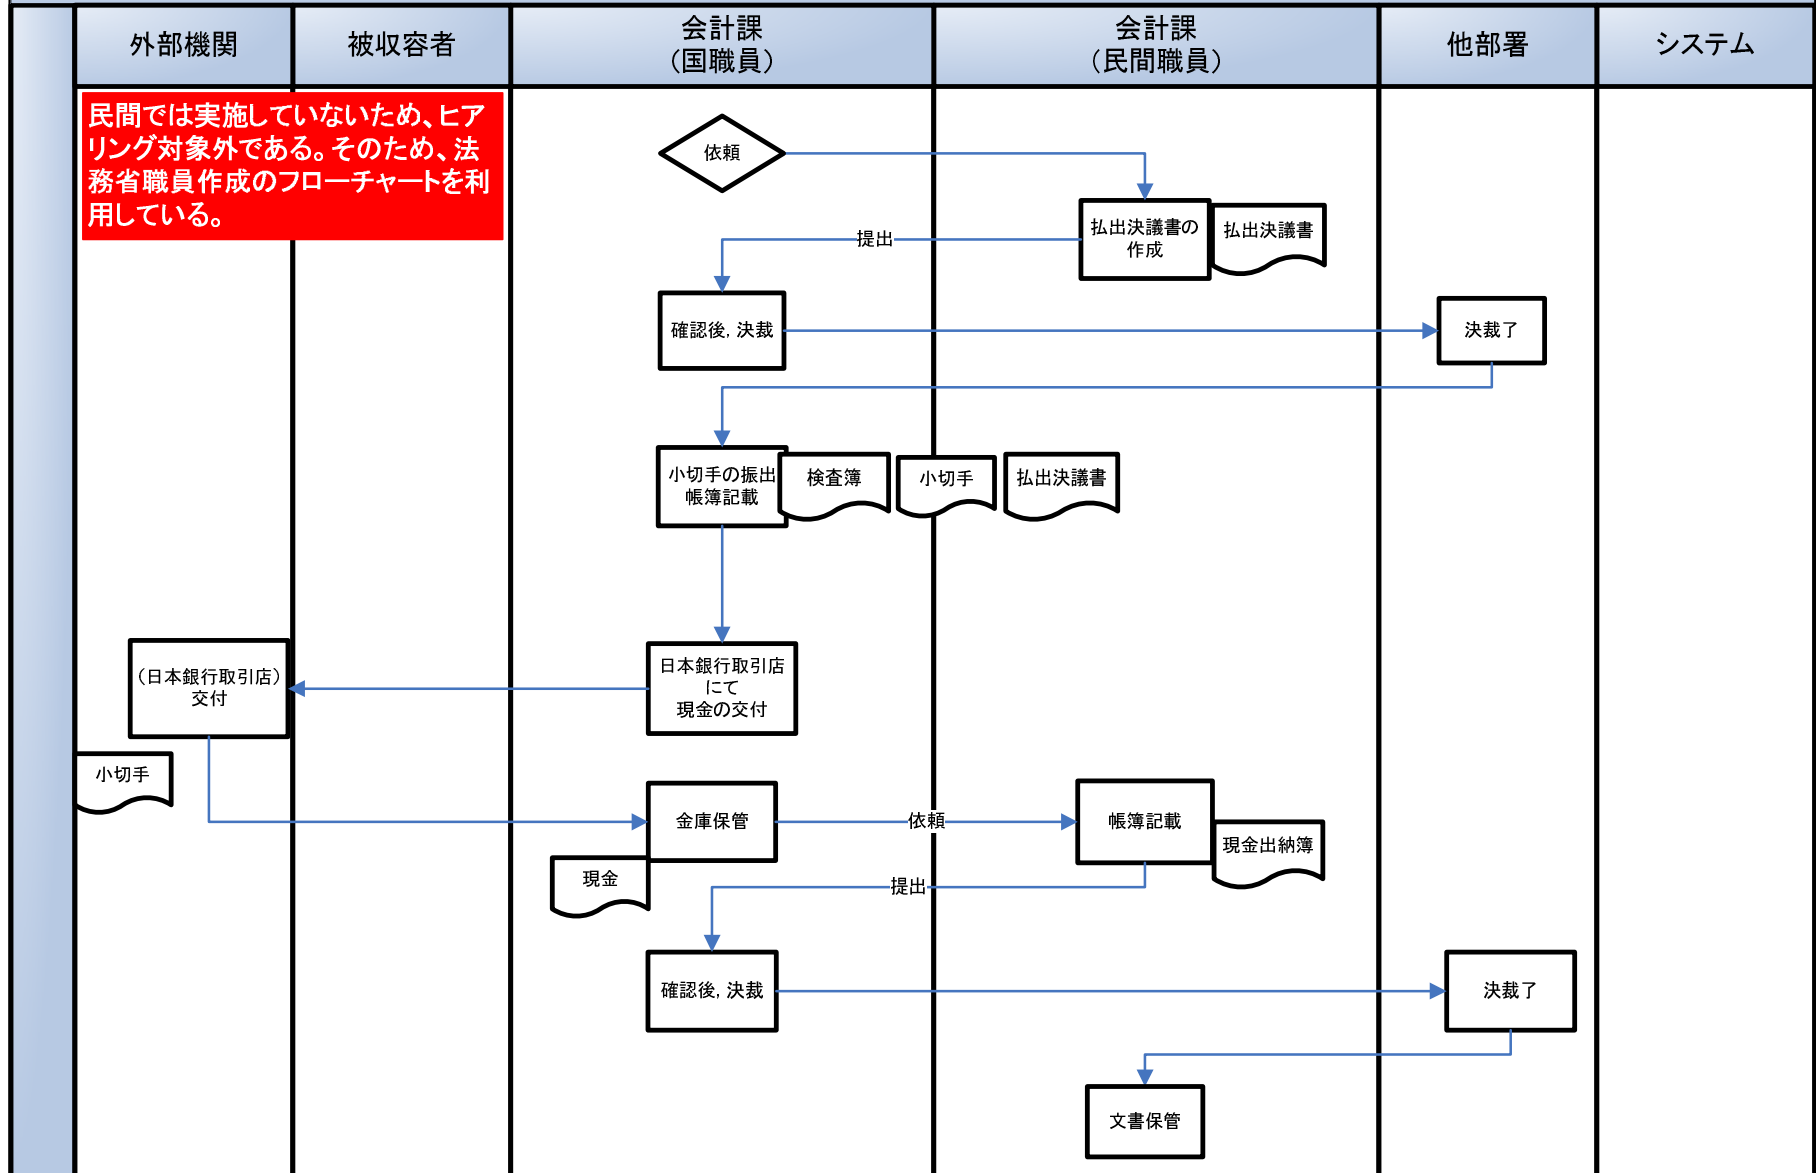 外部機関
被収容者
会計課
（国職員）
会計課
（民間職員）
他部署
システム
民間では実施していないため、ヒア
リング対象外である。そのため、法
務省職員作成のフローチャートを利
用している。
依頼
払出決議書の
作成
払出決議書
提出
確認後，決裁
決裁了
小切手の振出
帳簿記載
検査簿
小切手
払出決議書
（日本銀行取引店）
交付
日本銀行取引店
にて
現金の交付
小切手
金庫保管
依頼
帳簿記載
現金出納簿
現金
提出
確認後，決裁
決裁了
文書保管